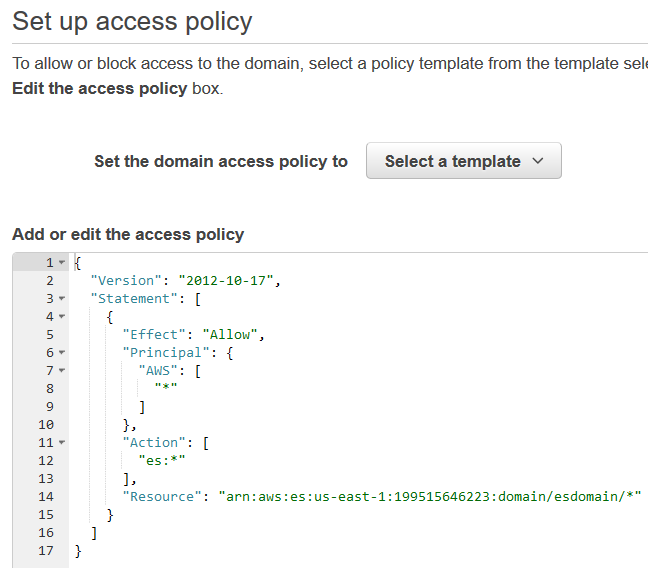 Set up access policy
To allow or block access to the domain, select a policy template from the template sele
Edit the access policy box.
Set the domain access policy to Select a template
Add or edit the access policy
1 {
2 "Version": "2012-10-17",
3 "Statement": [
4 {
5 "Effect": "Allow",
6 "Principal": {
7 "AWS": [
8 "*"
9 ]
10 },
11 "Action": [
12 "es:*"
13 ],
14 "Resource": "arn:aws:es:us-east-1:199515646223:domain/esdomain/*"
15 }
16 ]
17 }